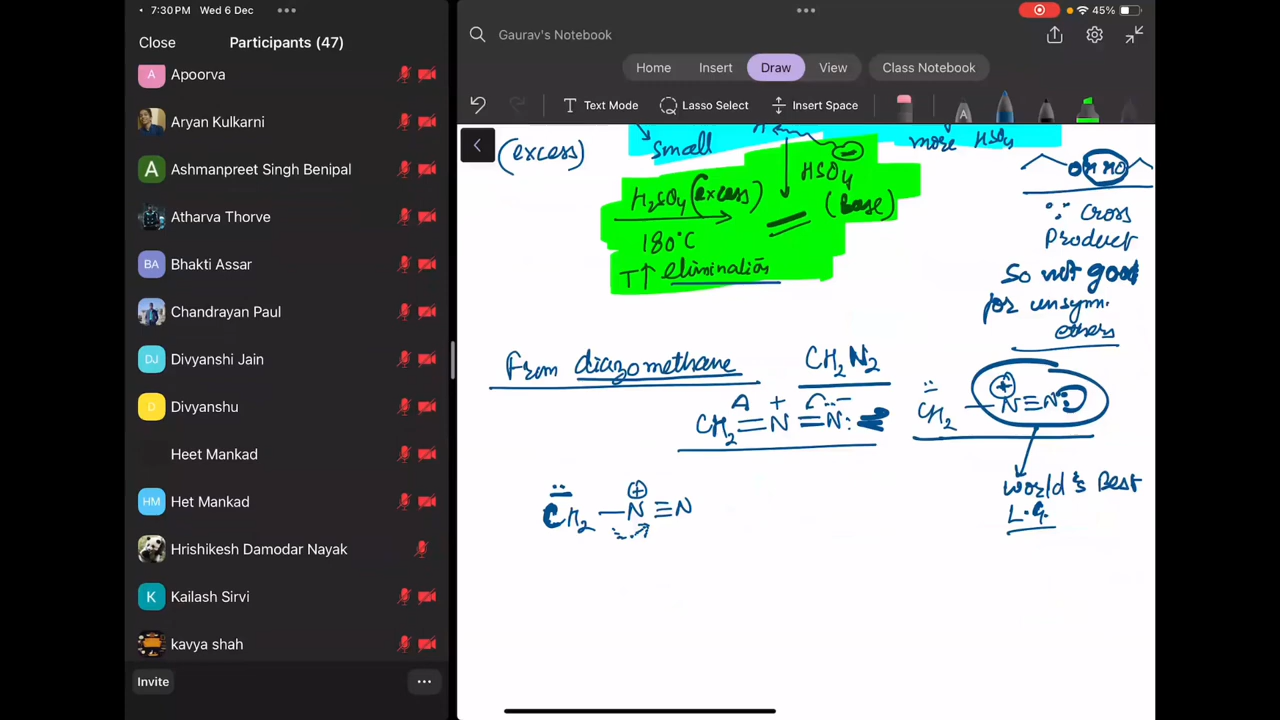 7:30 PM Wed 6 Dec
45%
Close
Participants (47)
A Apoorva
Aryan Kulkarni
A Ashmanpreet Singh Benipal
Atharva Thorve
BA Bhakti Assar
Chandrayan Paul
DJ Divyanshi Jain
D Divyanshu
Heet Mankad
HM Het Mankad
Hrishikesh Damodar Nayak
K Kailash Sirvi
kavya shah
Invite
Gaurav's Notebook
Home Insert Draw View Class Notebook
Text Mode Lasso Select Insert Space
(excess)
small
more HSO4
H2SO4 (excess)
180°C
T↑ elimination
HSO4
(Base)
∵ Cross
Product
So not good
for unsym.
ethers
From diazomethane
CH2N2
CH2=N+=N:
CH2—N⊕≡N:
World's Best
L.G.
CH2—N⊕≡N